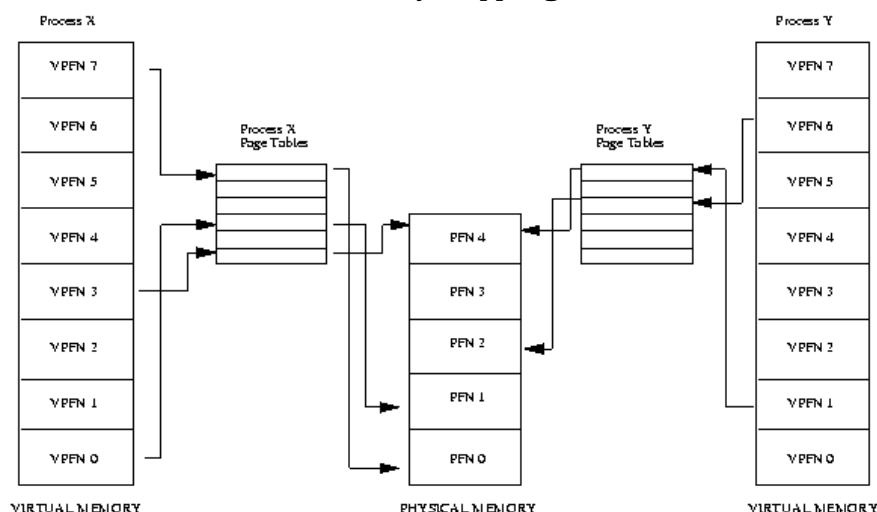 Process X
Process Y
VPFN 7
VPFN 6
VPFN 5
VPFN 4
VPFN 3
VPFN 2
VPFN 1
VPFN 0
VIRTUAL MEMORY
Process X
Page Tables
PFN 4
PFN 3
PFN 2
PFN 1
PFN 0
PHYSICAL MEMORY
Process Y
Page Tables
VPFN 7
VPFN 6
VPFN 5
VPFN 4
VPFN 3
VPFN 2
VPFN 1
VPFN 0
VIRTUAL MEMORY